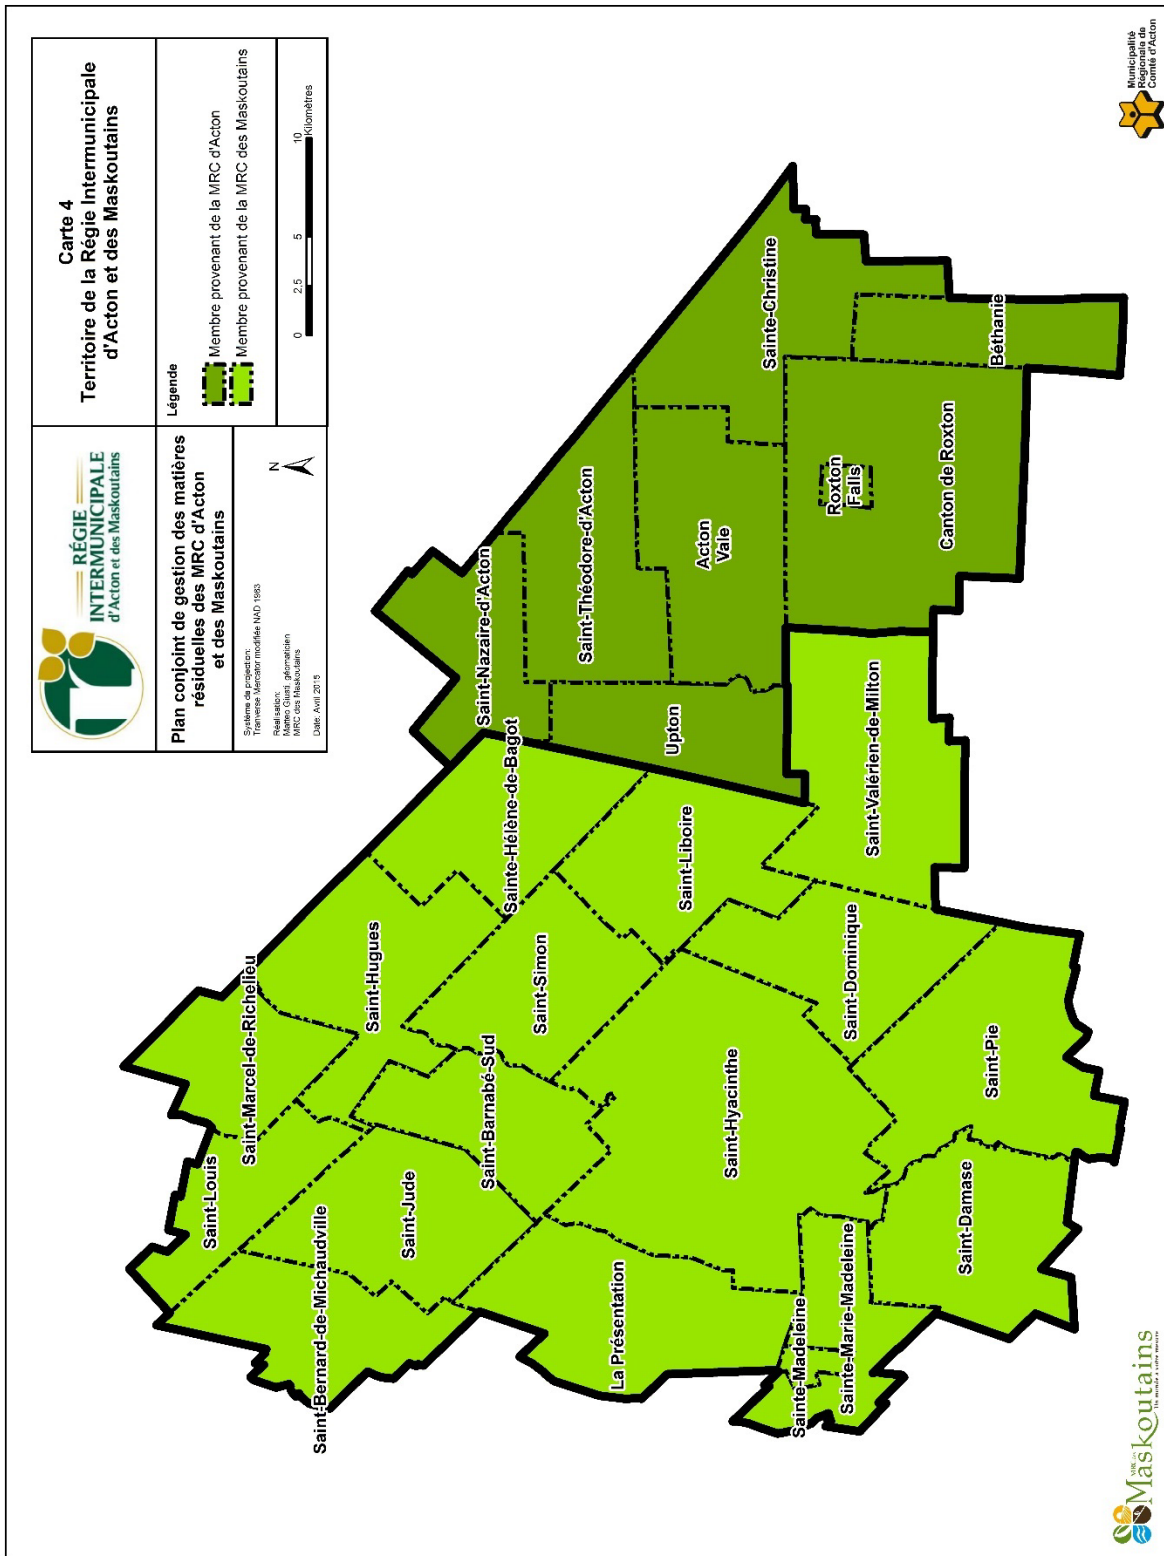 RÉGIE
INTERMUNICIPALE
d'Acton et des Maskoutains
Carte 4
Territoire de la Régie Intermunicipale
d'Acton et des Maskoutains
Plan conjoint de gestion des matières
résiduelles des MRC d'Acton
et des Maskoutains
Légende
Membre provenant de la MRC d'Acton
Membre provenant de la MRC des Maskoutains
Système de projection:
Tranverse Mercator modifiée NAD 1983
Réalisation:
Matteo Giusti, géomaticien
MRC des Maskoutains
Date: Avril 2015
N
0 2,5 5 10
Kilomètres
Saint-Marcel-de-Richelieu
Saint-Louis
Saint-Hugues
Saint-Bernard-de-Michaudville
Saint-Jude
Saint-Barnabé-Sud
Saint-Simon
Sainte-Hélène-de-Bagot
Saint-Nazaire-d'Acton
Saint-Théodore-d'Acton
La Présentation
Saint-Hyacinthe
Saint-Liboire
Upton
Acton
Vale
Sainte-Christine
Sainte-Madeleine
Sainte-Marie-Madeleine
Saint-Dominique
Saint-Valérien-de-Milton
Roxton
Falls
Canton de Roxton
Béthanie
Saint-Damase
Saint-Pie
MRC des
Maskoutains
Municipalité
Régionale de
Comté d'Acton